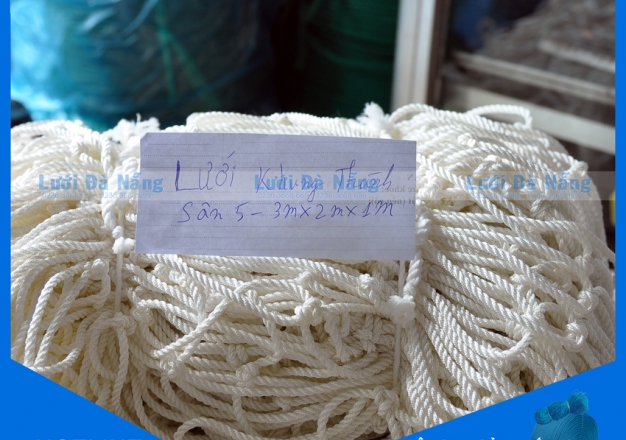 Lưới Khung Thành
Lưới Đà Nẵng Lưới Đà Nẵng Lưới Đà Nẵng
Sân 5 - 3m x 2m x 1m